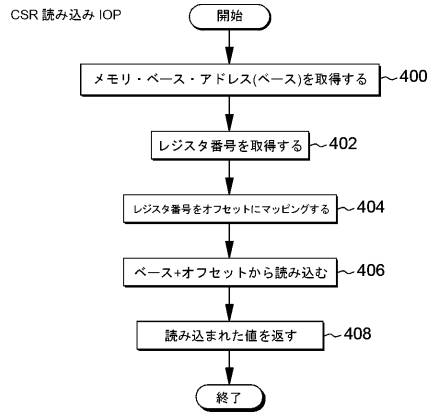 CSR 読み込み IOP
開始
メモリ・ベース・アドレス(ベース)を取得する 400
レジスタ番号を取得する 402
レジスタ番号をオフセットにマッピングする 404
ベース+オフセットから読み込む 406
読み込まれた値を返す 408
終了